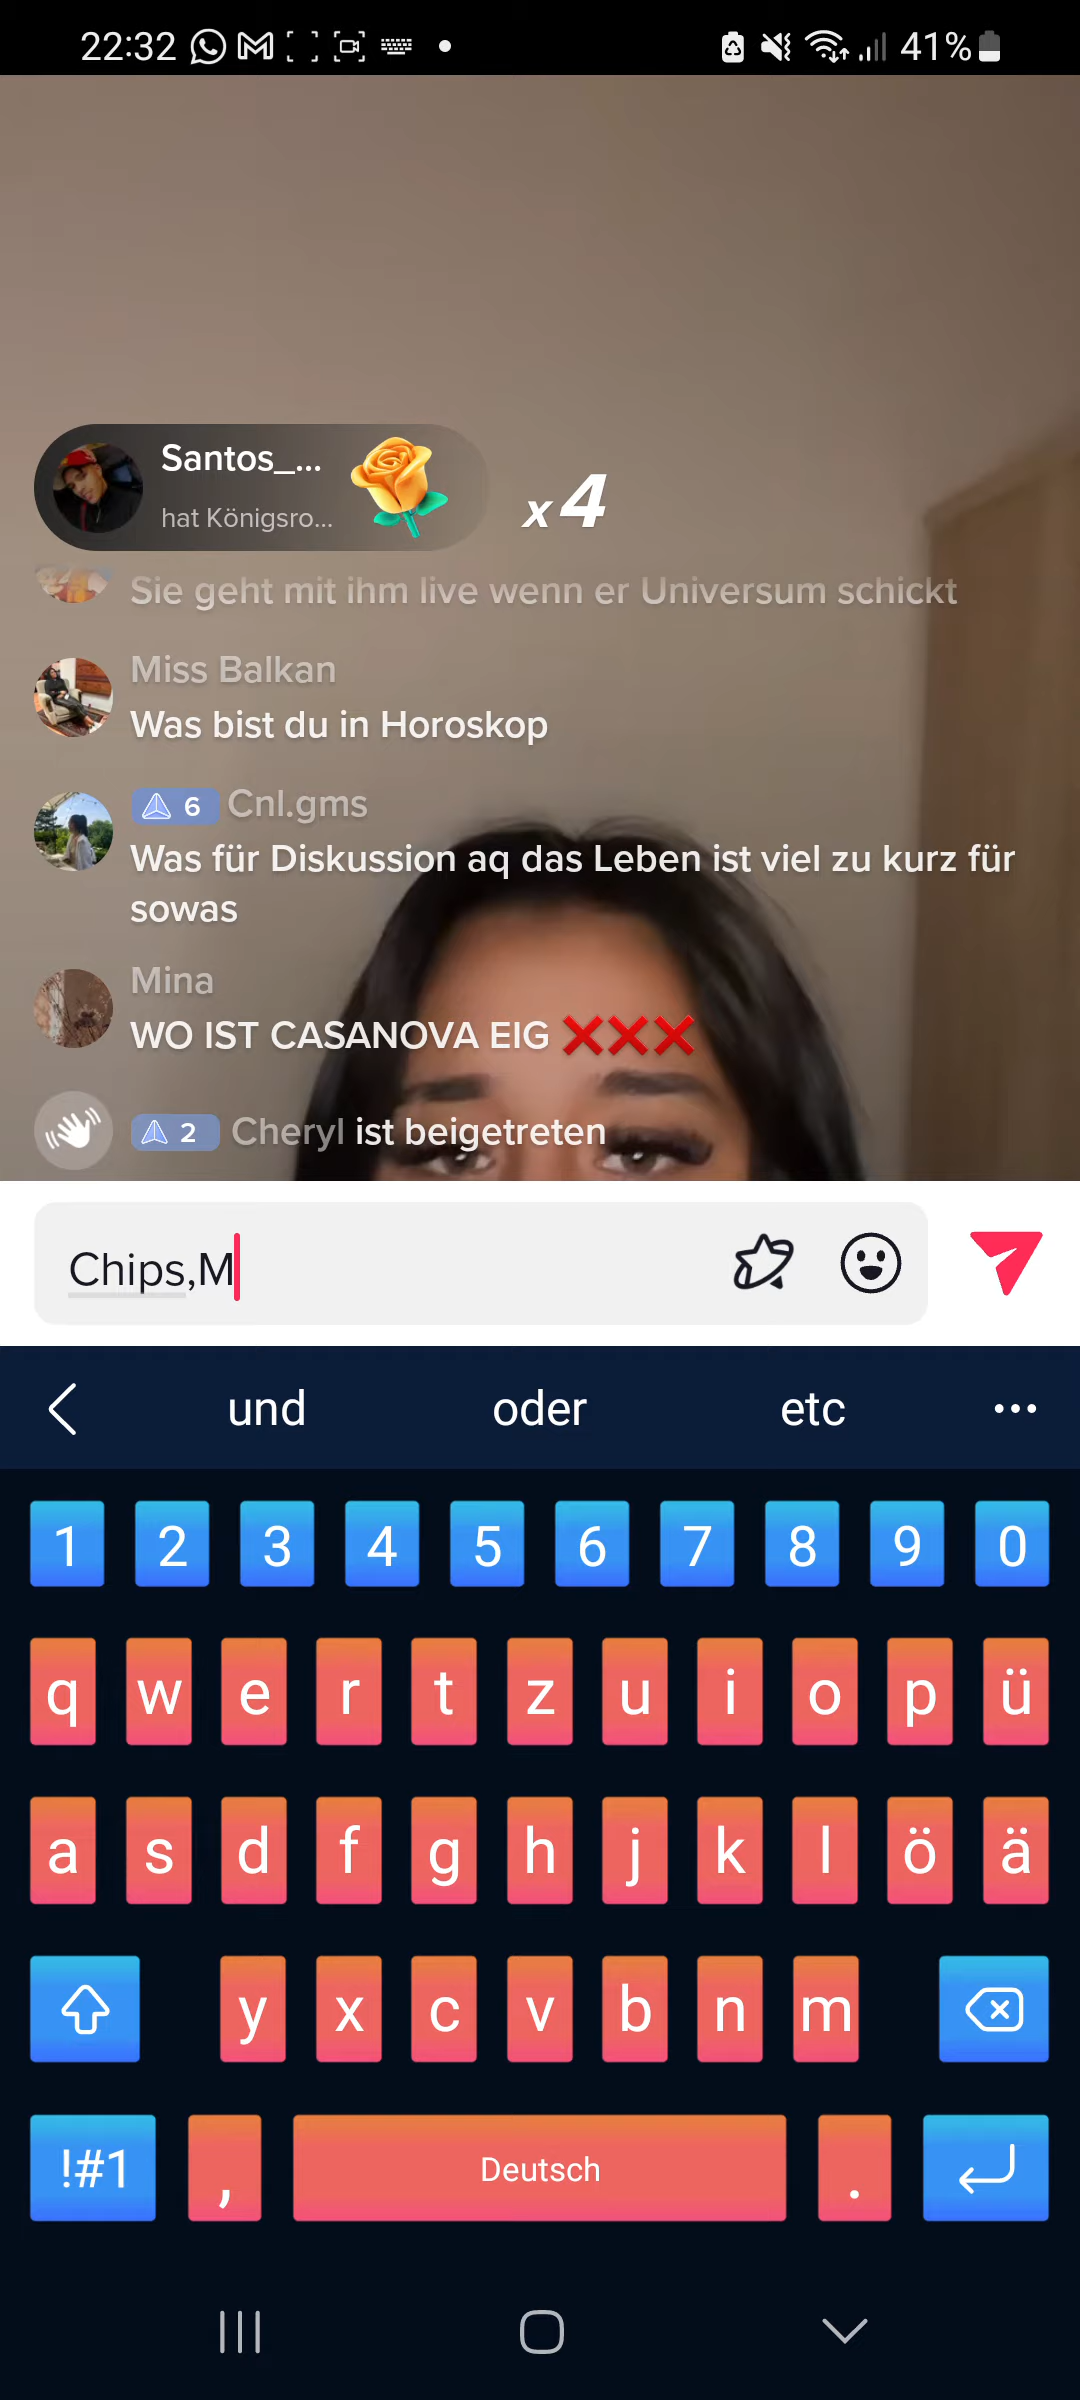 22:32 41%
Santos_...
hat Königsro...
x4
Sie geht mit ihm live wenn er Universum schickt
Miss Balkan
Was bist du in Horoskop
6 Cnl.gms
Was für Diskussion aq das Leben ist viel zu kurz für
sowas
Mina
WO IST CASANOVA EIG ❌❌❌
2 Cheryl ist beigetreten
Chips,M
und oder etc ...
1 2 3 4 5 6 7 8 9 0
q w e r t z u i o p ü
a s d f g h j k l ö ä
y x c v b n m
!#1 , Deutsch .